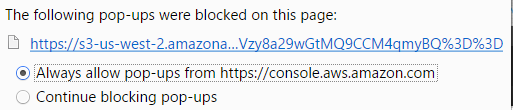 The following pop-ups were blocked on this page:
https://s3-us-west-2.amazona...Vzy8a29wGtMQ9CCM4qmyBQ%3D%3D
Always allow pop-ups from https://console.aws.amazon.com
Continue blocking pop-ups